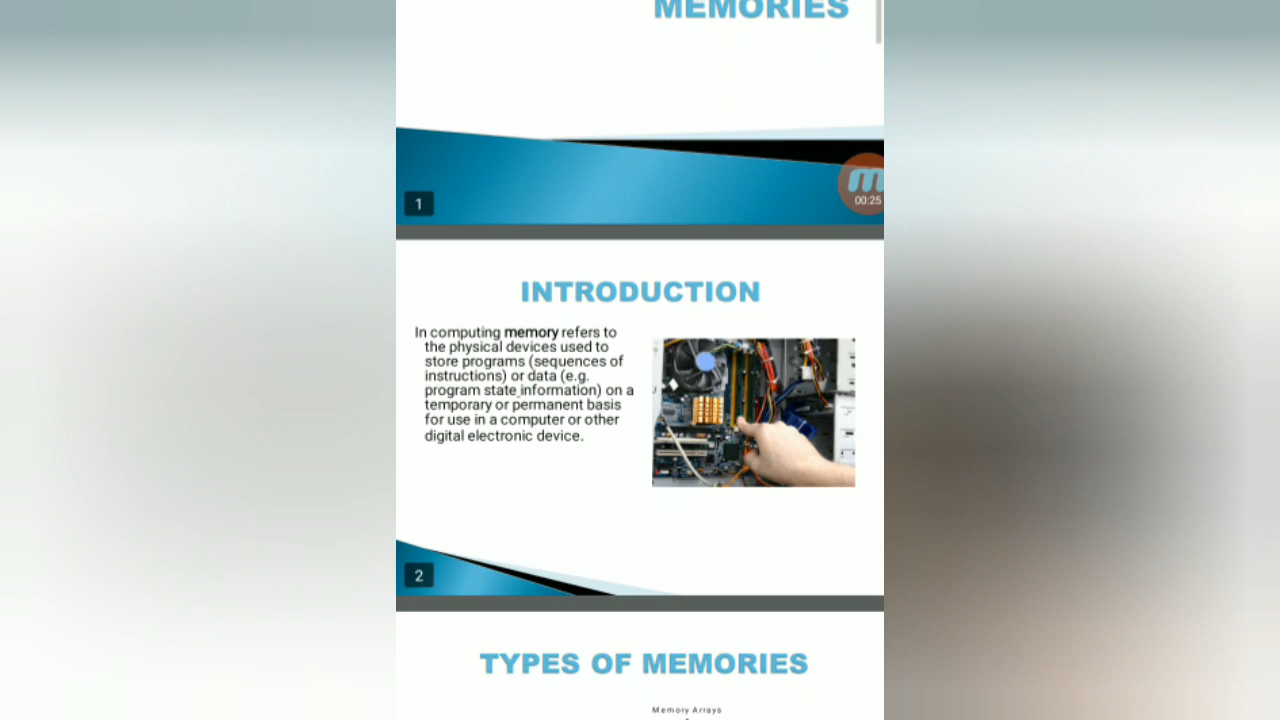 MEMORIES
m
00:25
1
INTRODUCTION
In computing memory refers to
the physical devices used to
store programs (sequences of
instructions) or data (e.g.
program state information) on a
temporary or permanent basis
for use in a computer or other
digital electronic device.
2
TYPES OF MEMORIES
Memory Arrays